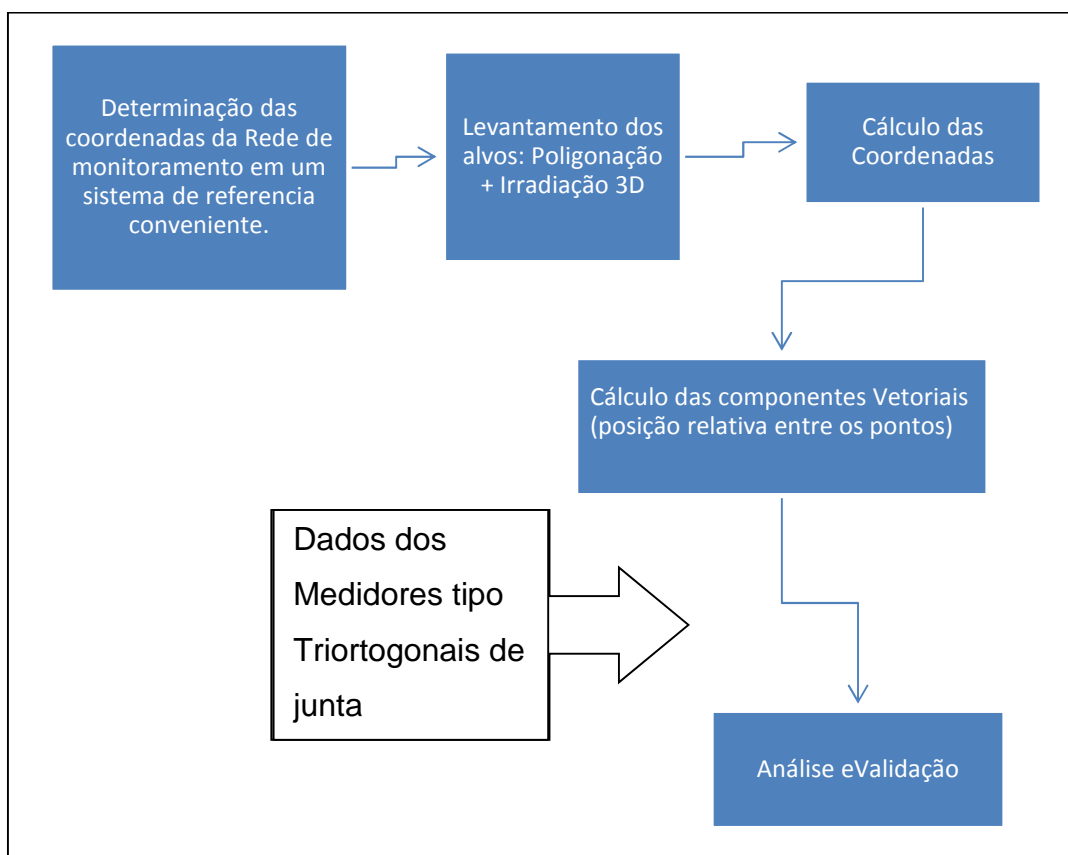 Determinação das
coordenadas da Rede de
monitoramento em um
sistema de referencia
conveniente.
Levantamento dos
alvos: Poligonação
+ Irradiação 3D
Cálculo das
Coordenadas
Cálculo das componentes Vetoriais
(posição relativa entre os pontos)
Dados dos
Medidores tipo
Triortogonais de
junta
Análise eValidação